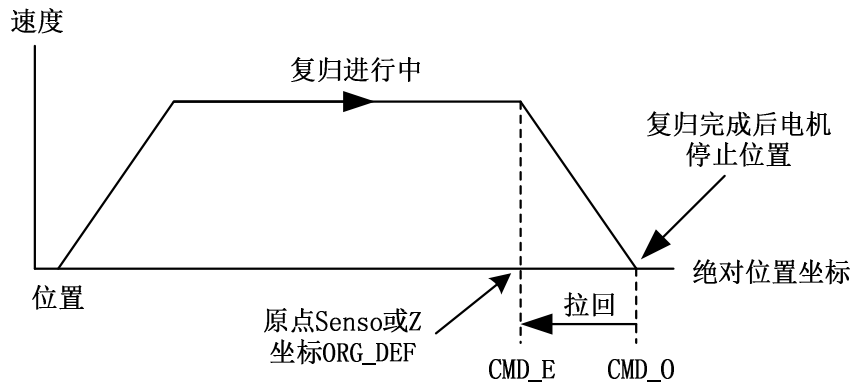 速度
复归进行中
复归完成后电机
停止位置
绝对位置坐标
位置
原点Senso或Z
坐标ORG_DEF
拉回
CMD_E
CMD_O